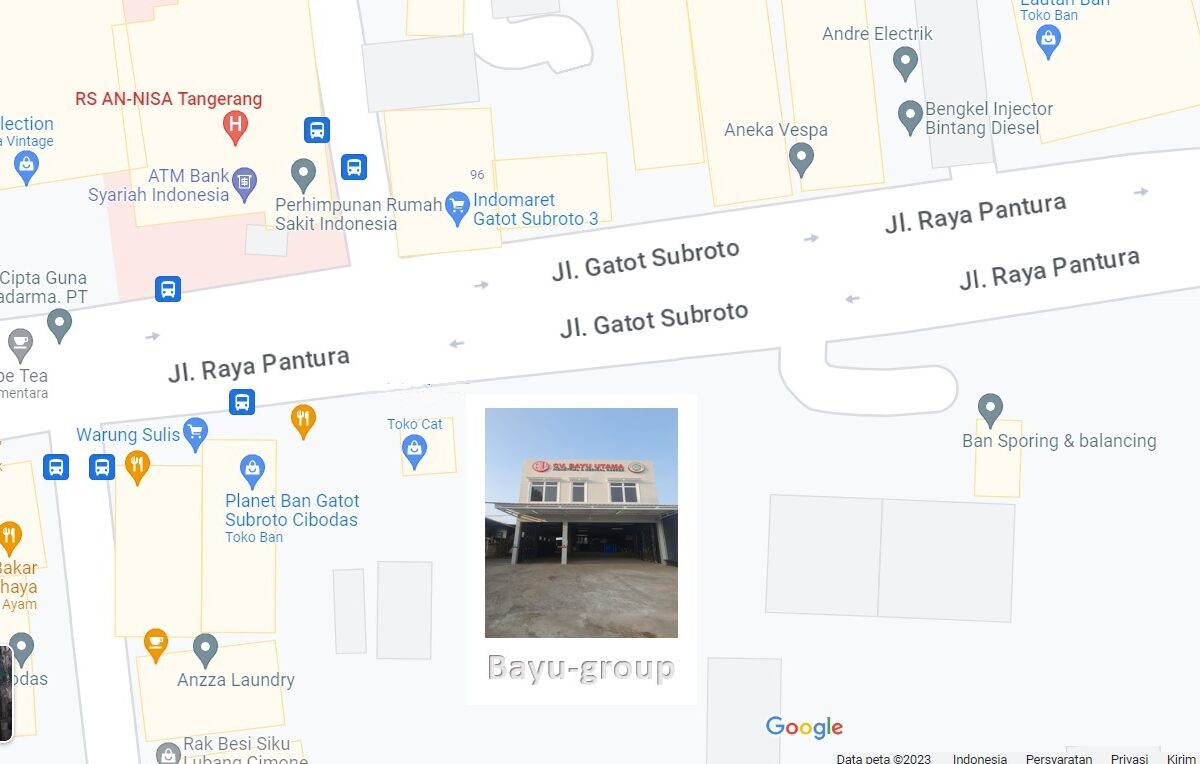 Lautan Ban
Toko Ban
Andre Electrik
RS AN-NISA Tangerang
Bengkel Injector
Bintang Diesel
lection
a Vintage
Aneka Vespa
ATM Bank
Syariah Indonesia
96
Perhimpunan Rumah
Sakit Indonesia
Indomaret
Gatot Subroto 3
Jl. Raya Pantura
Jl. Gatot Subroto
Jl. Raya Pantura
Cipta Guna
adarma. PT
Jl. Gatot Subroto
Jl. Raya Pantura
be Tea
mentara
Toko Cat
Warung Sulis
Ban Sporing & balancing
CV. BAYU UTAMA
Planet Ban Gatot
Subroto Cibodas
Toko Ban
Bakar
haya
Ayam
Bayu-group
odas
Anzza Laundry
Rak Besi Siku
Lubang Cimone
Google
Data peta ©2023
Indonesia
Persyaratan
Privasi
Kirim